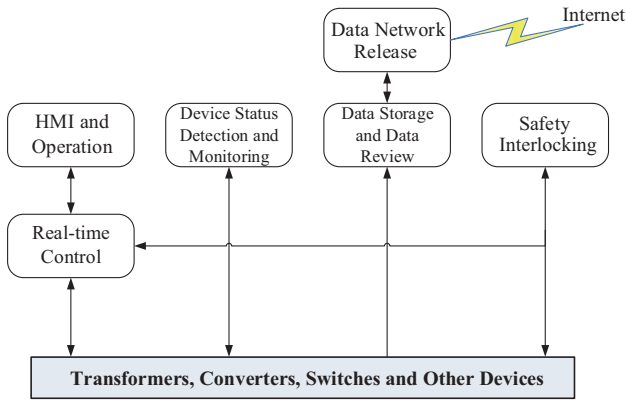 Internet
Data Network
Release
HMI and
Operation
Device Status
Detection and
Monitoring
Data Storage
and Data
Review
Safety
Interlocking
Real-time
Control
Transformers, Converters, Switches and Other Devices